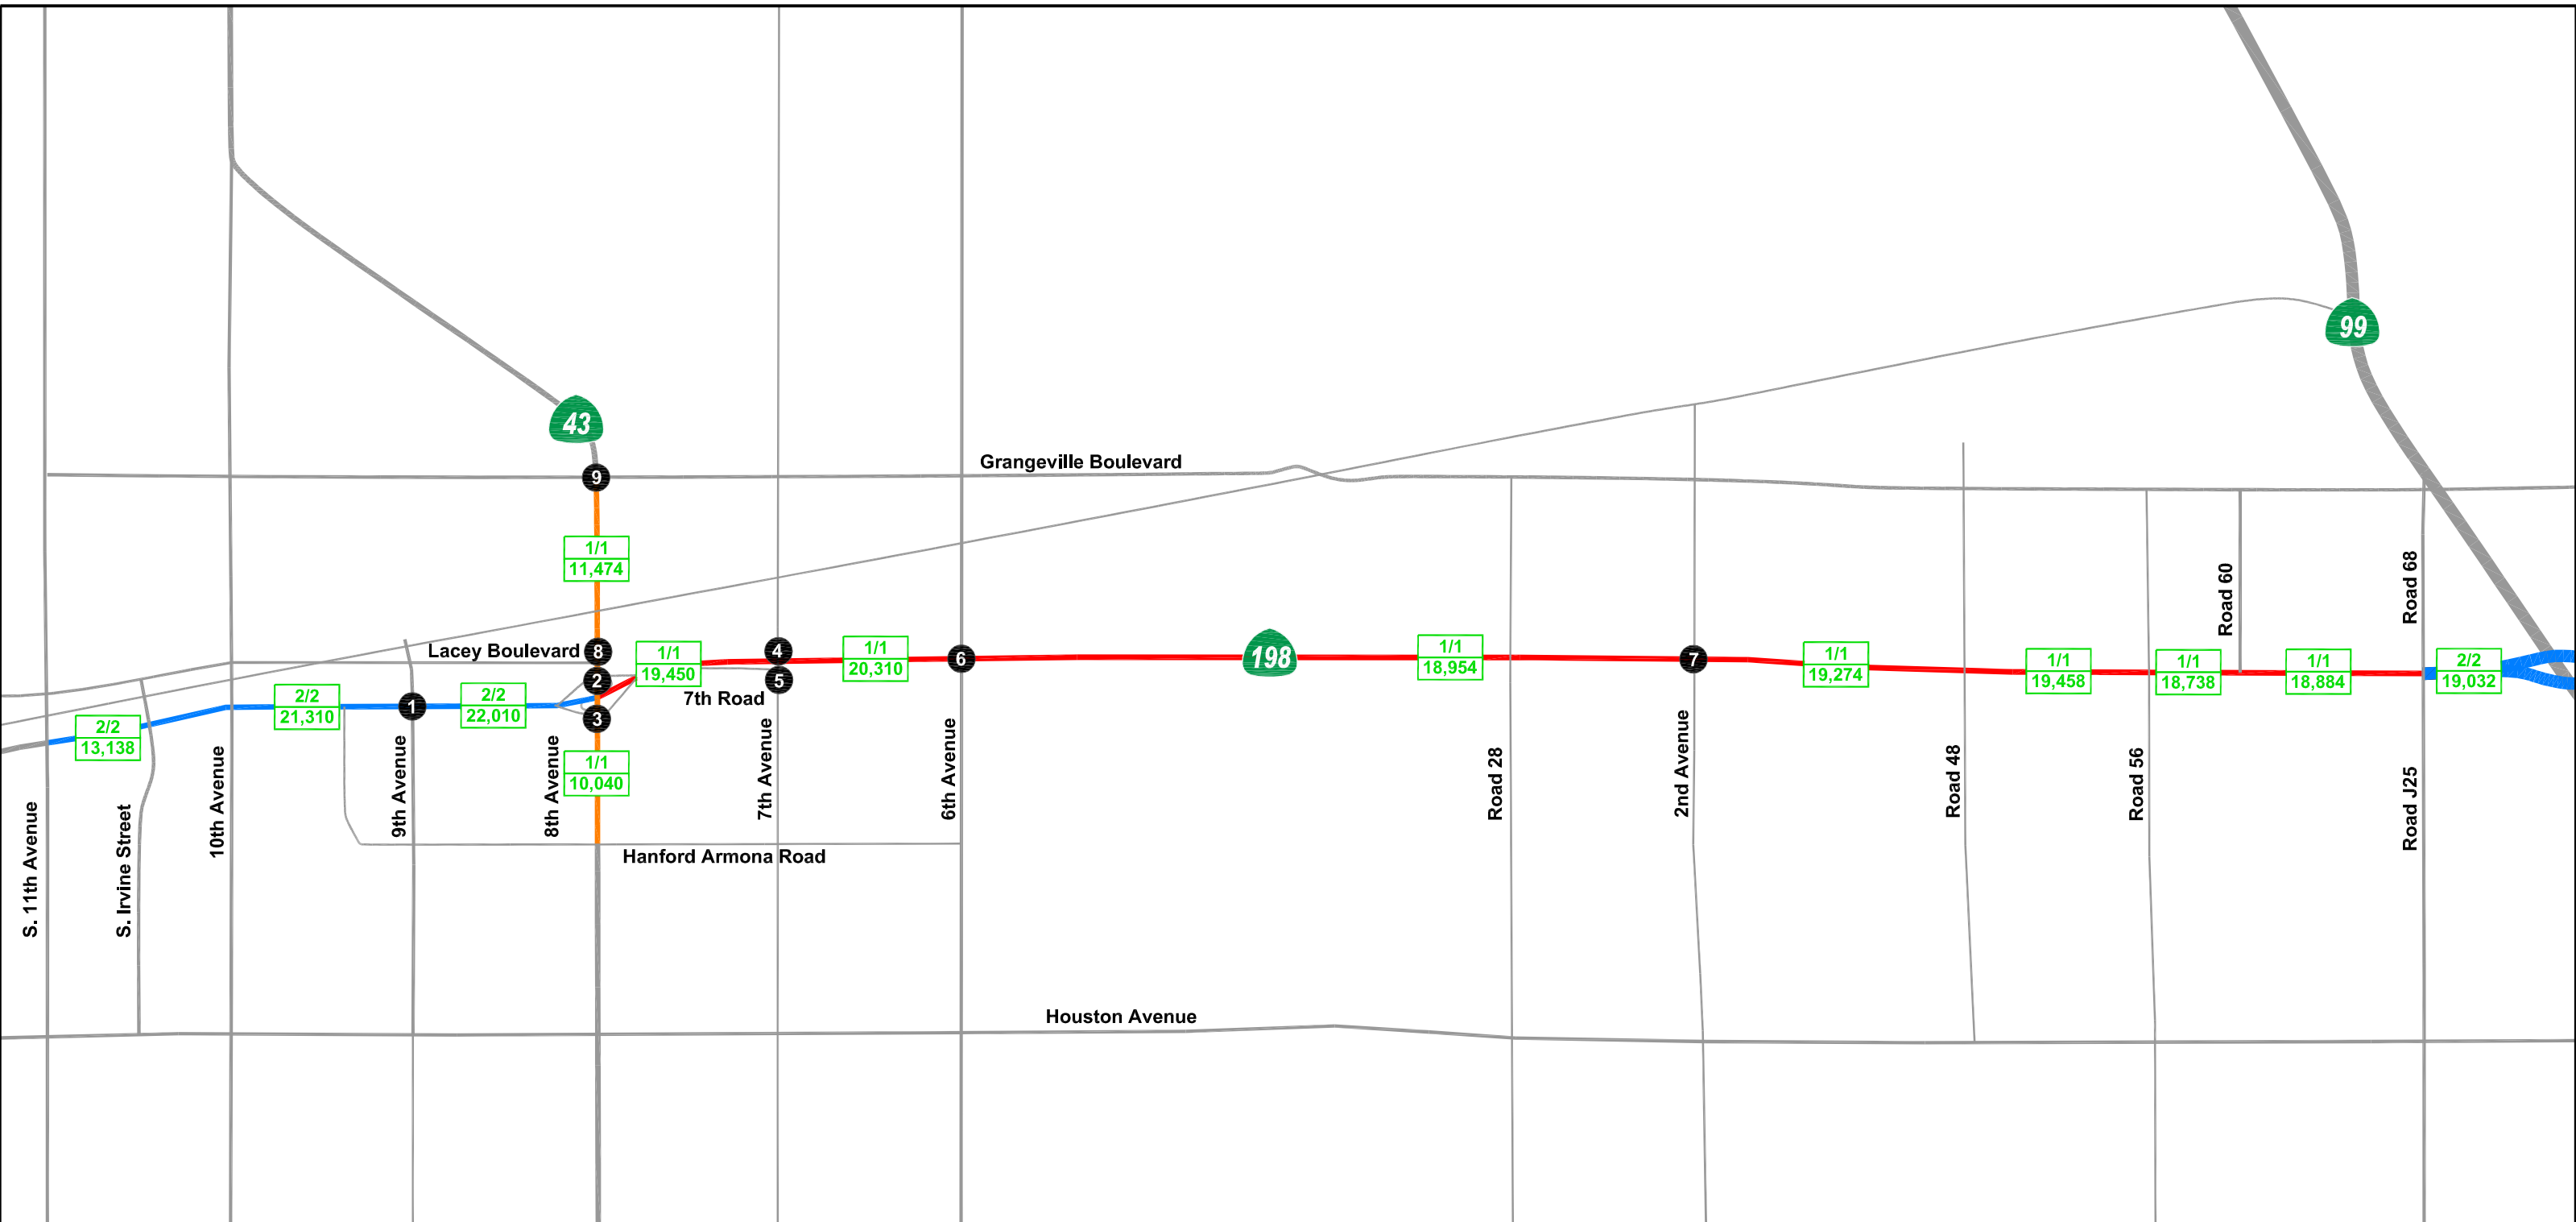 99
43
Grangeville Boulevard
9
1/1
11,474
Road 60
Road 68
Lacey Boulevard
8
1/1
19,450
4
1/1
20,310
6
198
1/1
18,954
7
1/1
19,274
1/1
19,458
1/1
18,738
1/1
18,884
2/2
19,032
2
5
7th Road
2/2
13,138
2/2
21,310
1
2/2
22,010
3
1/1
10,040
S. 11th Avenue
S. Irvine Street
10th Avenue
9th Avenue
8th Avenue
7th Avenue
6th Avenue
Road 28
2nd Avenue
Road 48
Road 56
Road J25
Hanford Armona Road
Houston Avenue